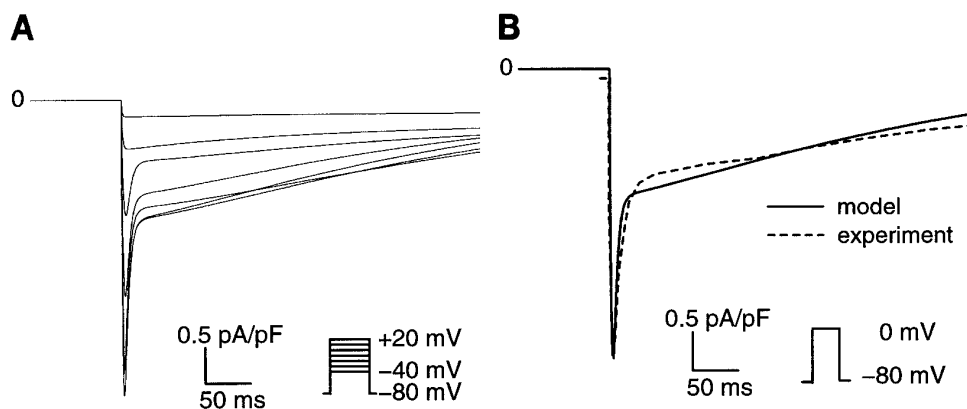 A
0
0.5 pA/pF
50 ms
+20 mV
−40 mV
−80 mV
B
0
model
experiment
0.5 pA/pF
50 ms
0 mV
−80 mV